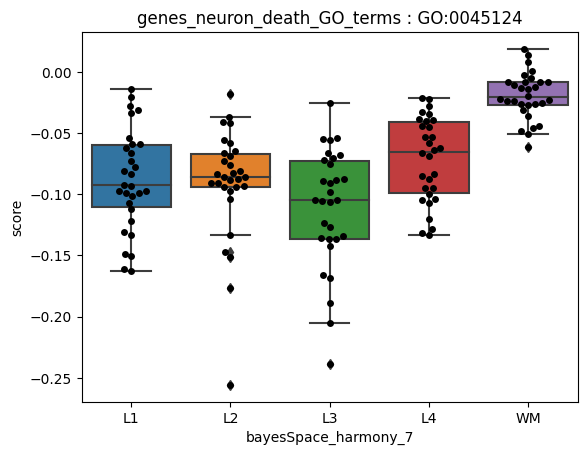 genes_neuron_death_GO_terms : GO:0045124
score
0.00
−0.05
−0.10
−0.15
−0.20
−0.25
L1 L2 L3 L4 WM
bayesSpace_harmony_7